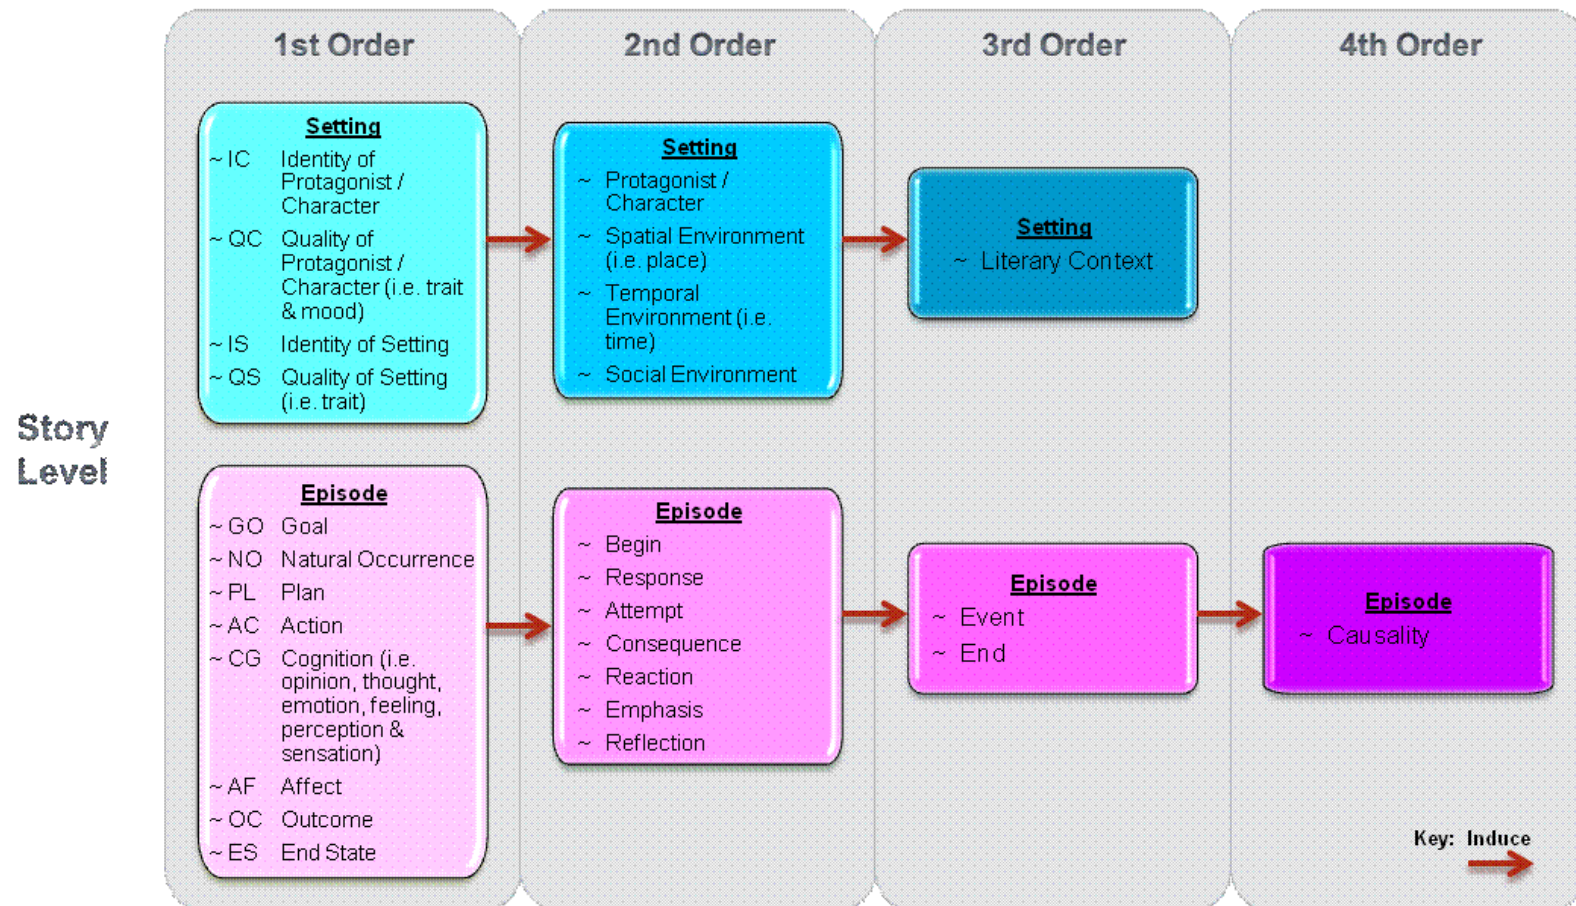 1st Order
2nd Order
3rd Order
4th Order
Story
Level
Setting
~ IC Identity of
Protagonist /
Character
~ QC Quality of
Protagonist /
Character (i.e. trait
& mood)
~ IS Identity of Setting
~ QS Quality of Setting
(i.e. trait)
Setting
~ Protagonist /
Character
~ Spatial Environment
(i.e. place)
~ Temporal
Environment (i.e.
time)
~ Social Environment
Setting
~ Literary Context
Episode
~ GO Goal
~ NO Natural Occurrence
~ PL Plan
~ AC Action
~ CG Cognition (i.e.
opinion, thought,
emotion, feeling,
perception &
sensation)
~ AF Affect
~ OC Outcome
~ ES End State
Episode
~ Begin
~ Response
~ Attempt
~ Consequence
~ Reaction
~ Emphasis
~ Reflection
Episode
~ Event
~ End
Episode
~ Causality
Key: Induce